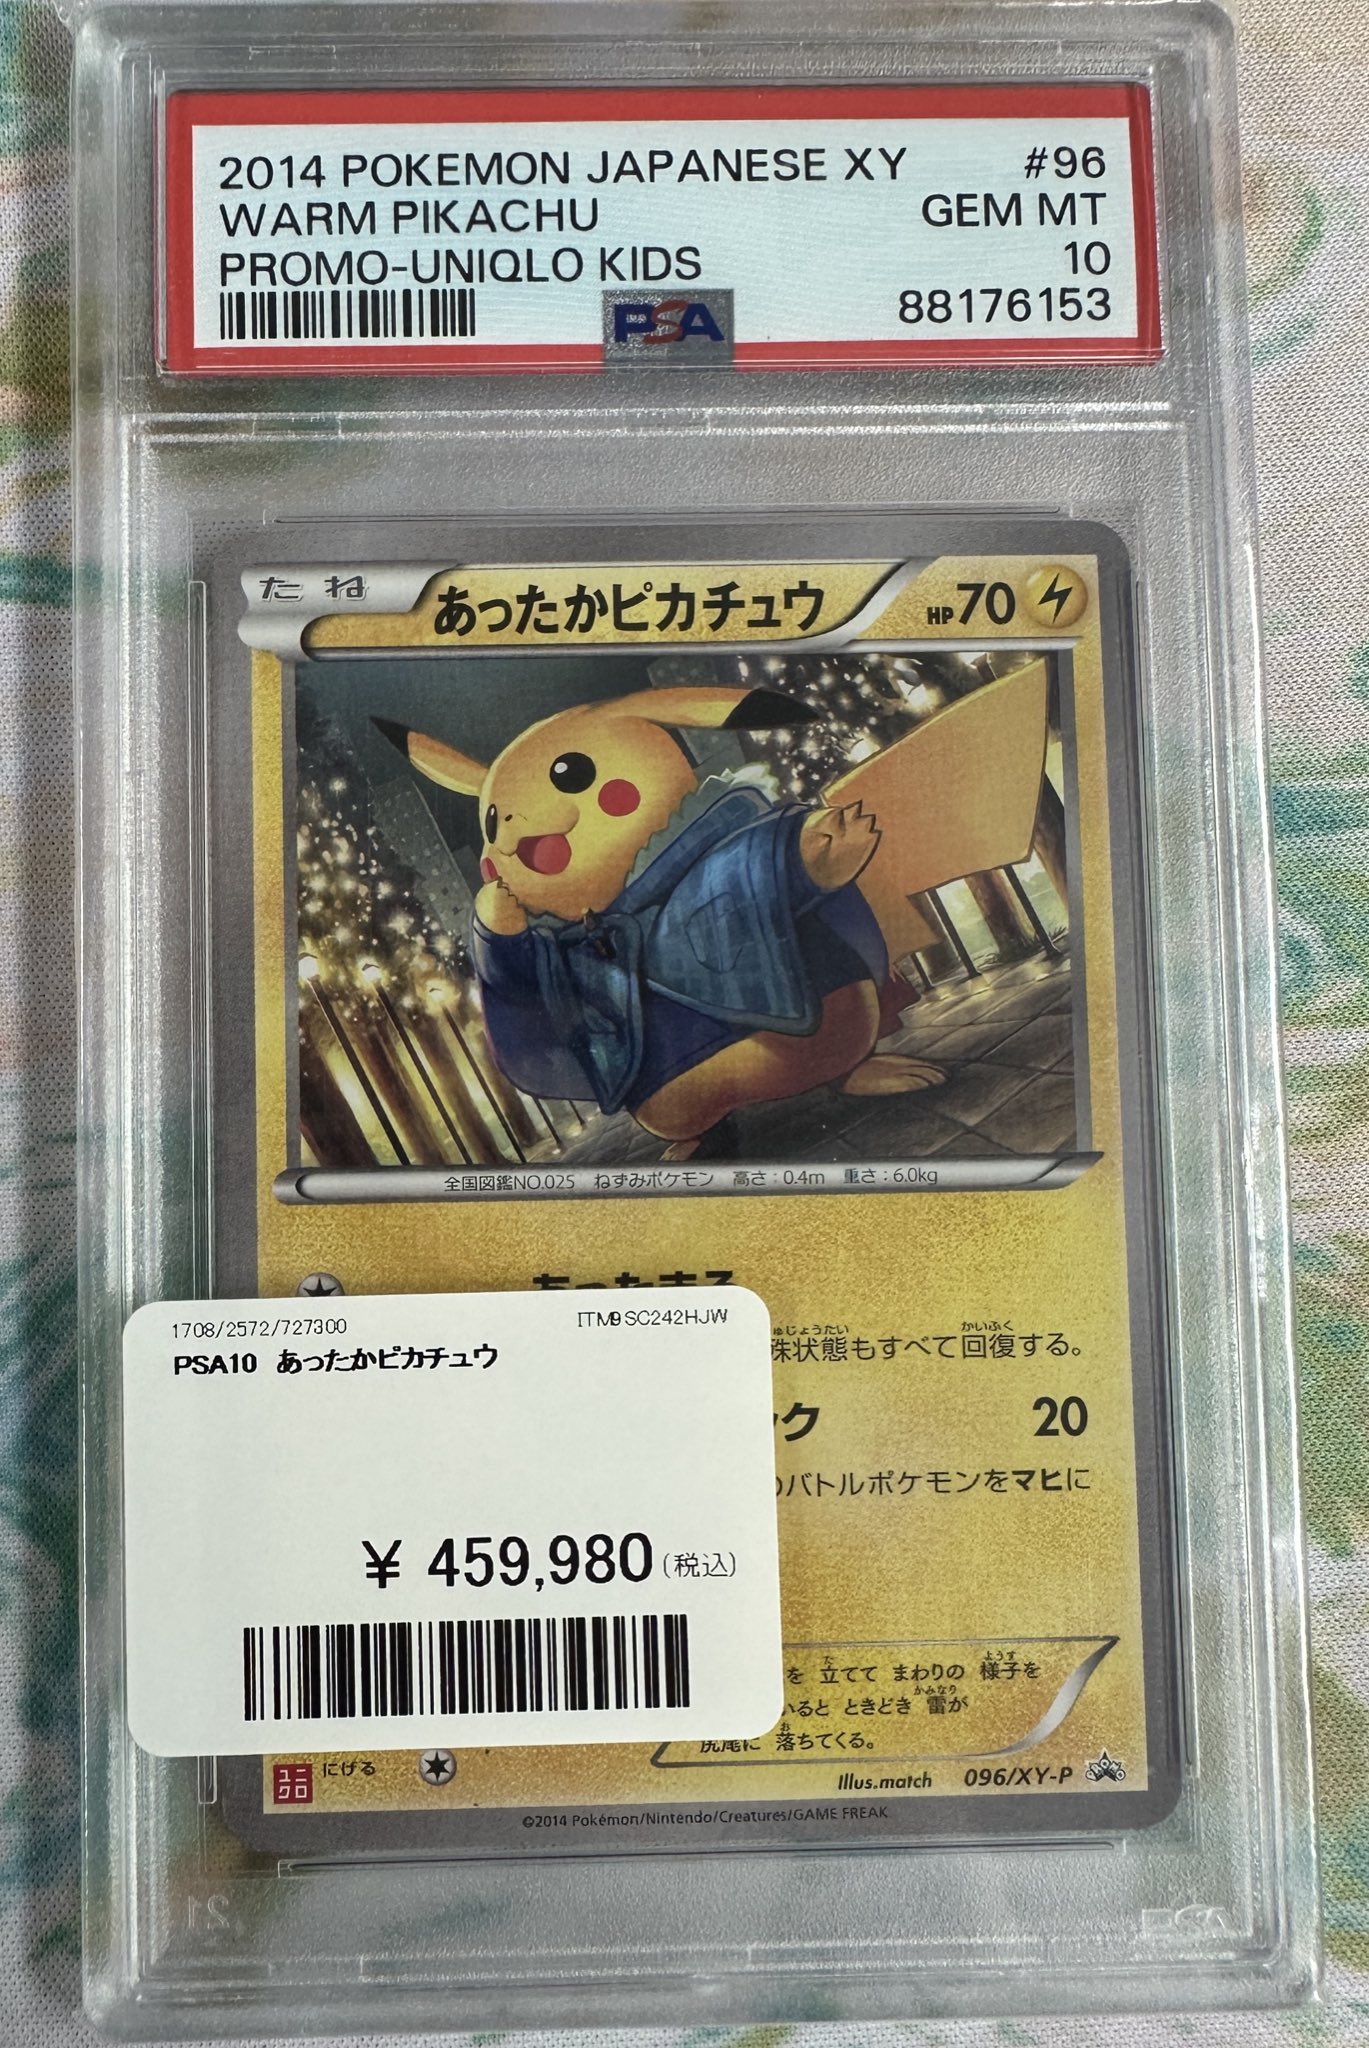 2014 POKEMON JAPANESE XY #96
WARM PIKACHU GEM MT
PROMO-UNIQLO KIDS 10
PSA 88176153
たね あったかピカチュウ HP70
全国図鑑NO.025 ねずみポケモン 高さ:0.4m 重さ:6.0kg
1708/2572/727300 ITM9SC242HJW
PSA10 あったかピカチュウ
殊状態もすべて回復する。
ック 20
のバトルポケモンをマヒに
¥ 459,980(税込)
を 立てて まわりの 様子を
いると ときどき 雷が
尻尾に 落ちてくる。
ユニクロ にげる
Illus.match 096/XY-P
©2014 Pokémon/Nintendo/Creatures/GAME FREAK